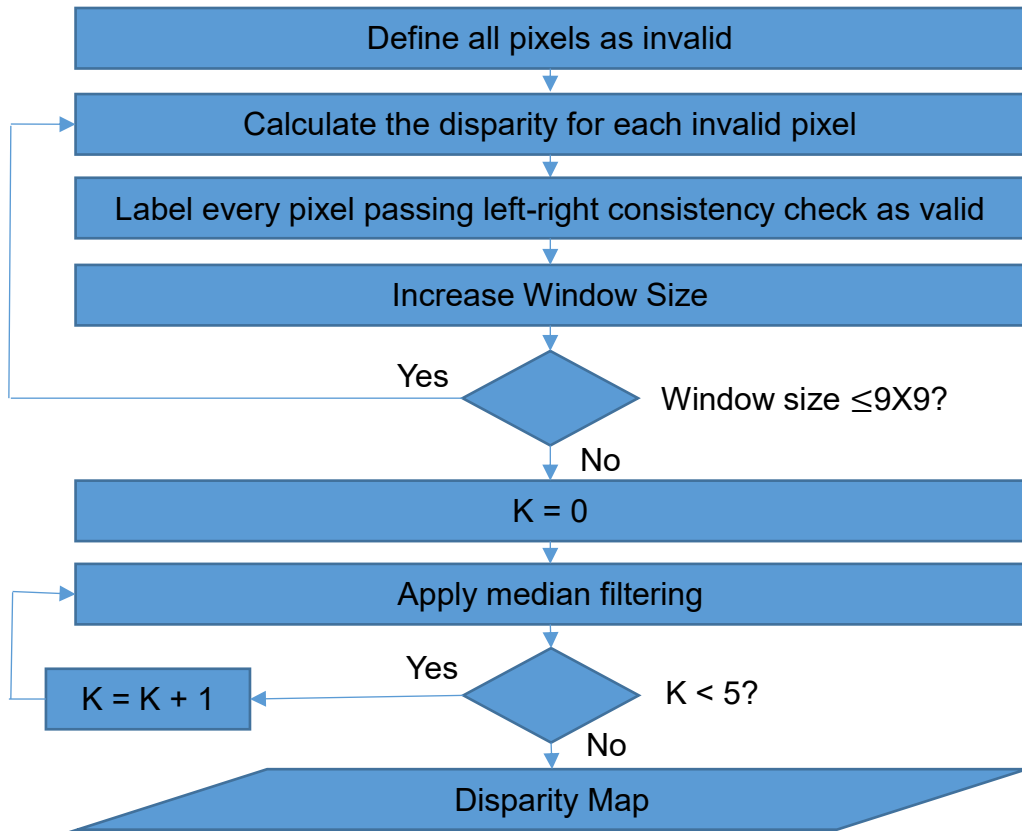 Define all pixels as invalid
Calculate the disparity for each invalid pixel
Label every pixel passing left-right consistency check as valid
Increase Window Size
Yes
Window size ≤9X9?
No
K = 0
Apply median filtering
Yes
K = K + 1
K < 5?
No
Disparity Map